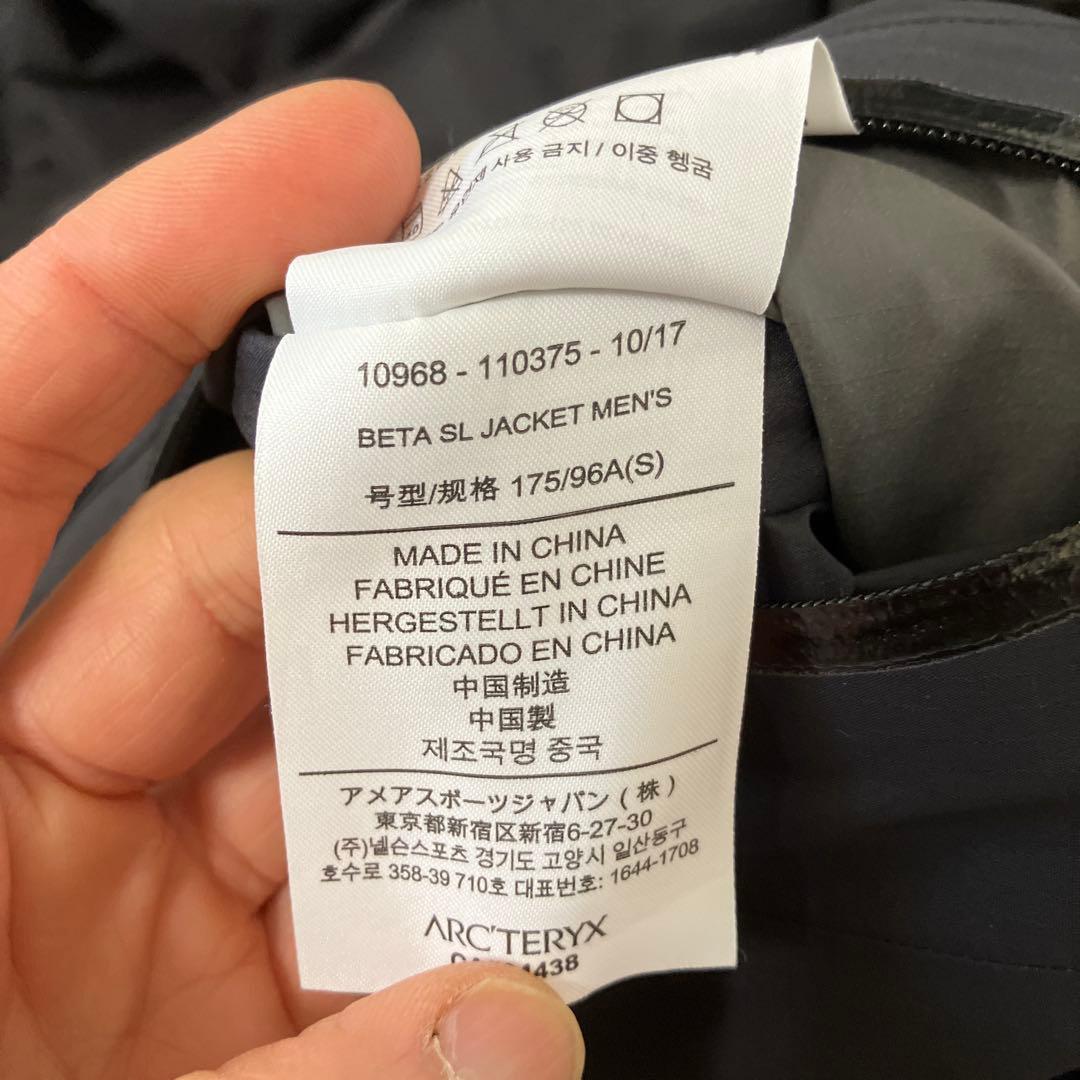 사용 금지 / 이중 헹굼
10968 - 110375 - 10/17
BETA SL JACKET MEN'S
号型/规格 175/96A(S)
MADE IN CHINA
FABRIQUÉ EN CHINE
HERGESTELLT IN CHINA
FABRICADO EN CHINA
中国制造
中国製
제조국명 중국
アメアスポーツジャパン ( 株 )
東京都新宿区新宿6-27-30
(주)넬슨스포츠 경기도 고양시 일산동구
호수로 358-39 710호 대표번호: 1644-1708
ARC'TERYX